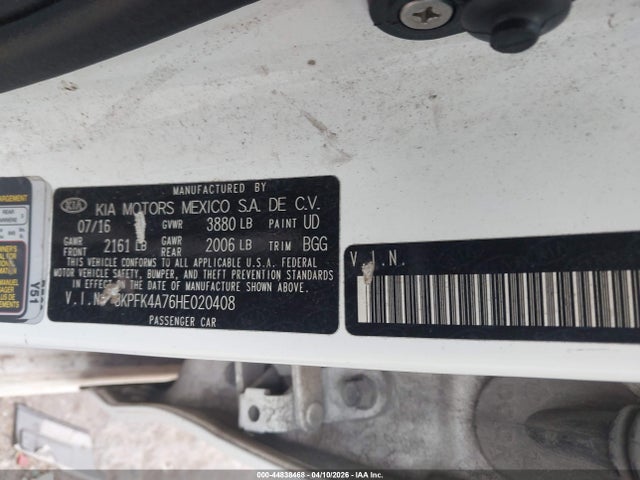 MANUFACTURED BY
KIA KIA MOTORS MEXICO S.A. DE C.V.
07/16 GVWR 3880 LB PAINT UD
GAWR FRONT 2161 LB GAWR REAR 2006 LB TRIM BGG
THIS VEHICLE CONFORMS TO ALL APPLICABLE U.S.A. FEDERAL
MOTOR VEHICLE SAFETY, BUMPER, AND THEFT PREVENTION STANDARDS
IN EFFECT ON THE DATE OF MANUFACTURE SHOWN ABOVE.
V.I.N. 3KPFK4A76HE020408
PASSENGER CAR
V.I.N.
Y51
000-44838468 - 04/10/2026 - IAA Inc.